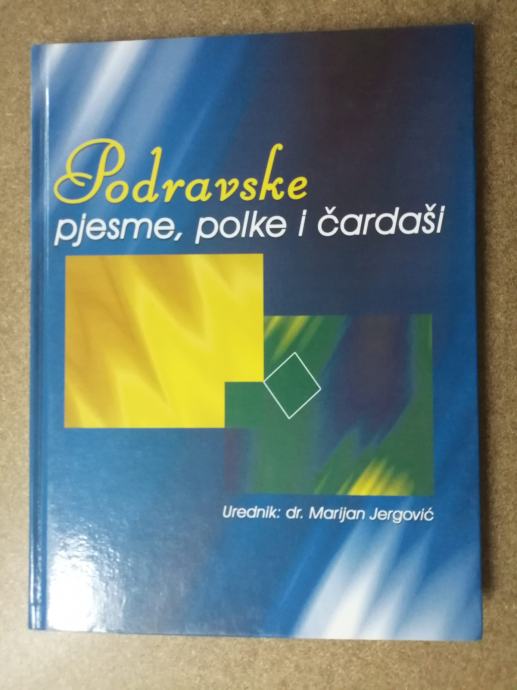 Podravske
pjesme, polke i čardaši
Urednik: dr. Marijan Jergović